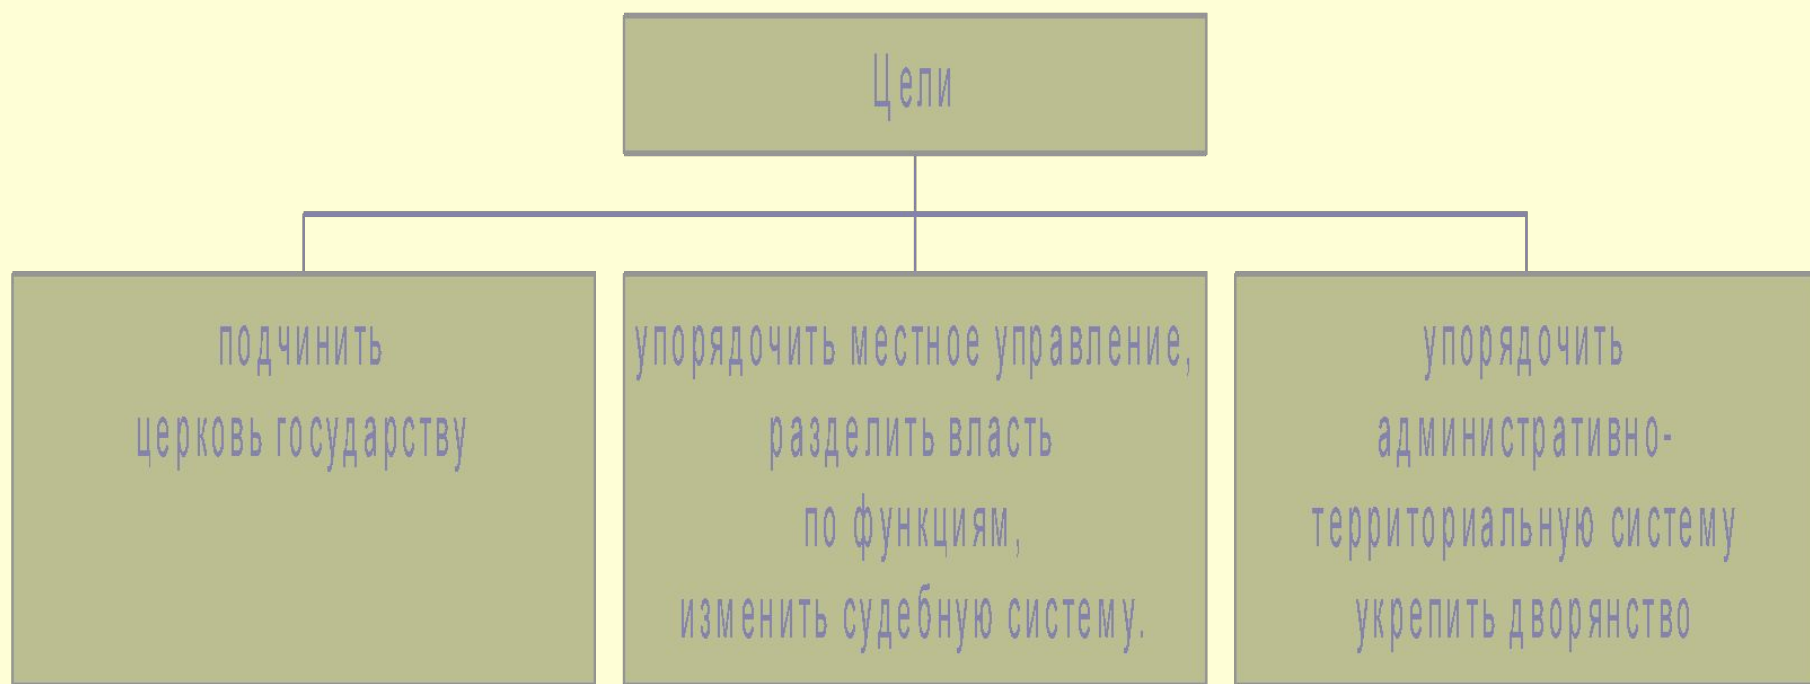 Цели
подчинить
церковь государству
упорядочить местное управление,
разделить власть
по функциям,
изменить судебную систему.
упорядочить
административно-
территориальную систему
укрепить дворянство